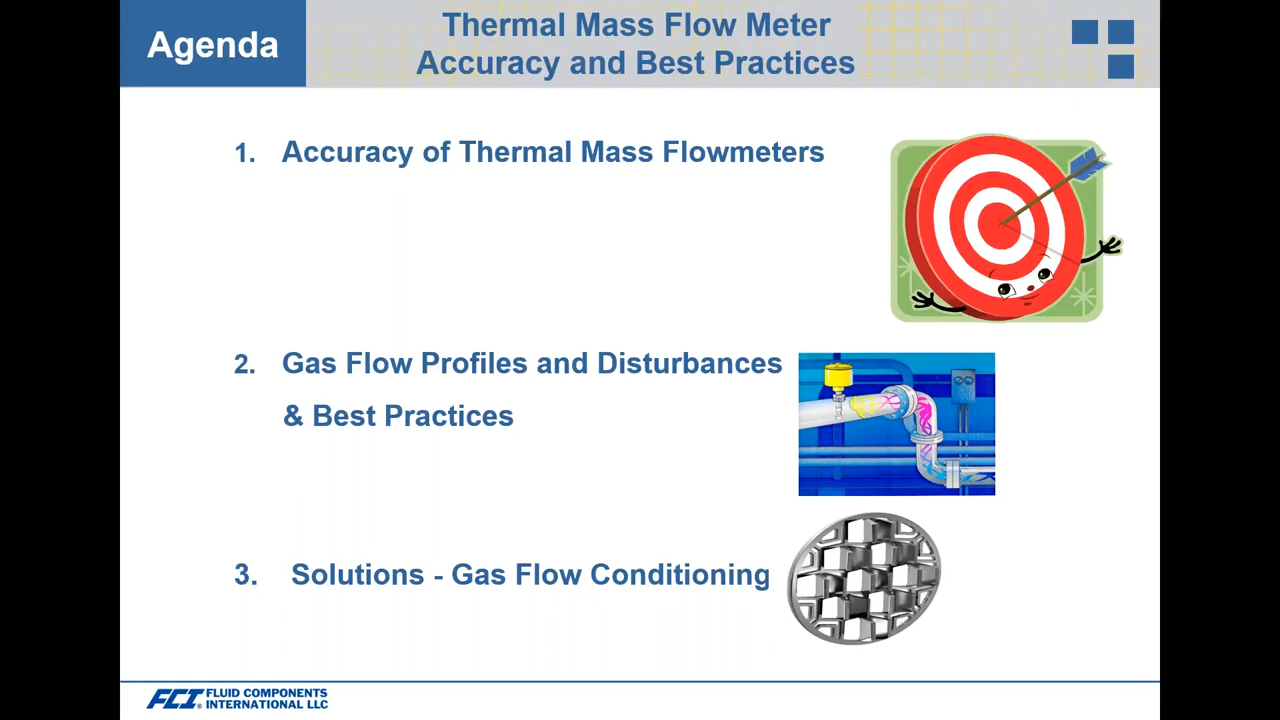 Agenda
Thermal Mass Flow Meter
Accuracy and Best Practices
1. Accuracy of Thermal Mass Flowmeters
2. Gas Flow Profiles and Disturbances
& Best Practices
3. Solutions - Gas Flow Conditioning
FCI® FLUID COMPONENTS
INTERNATIONAL LLC